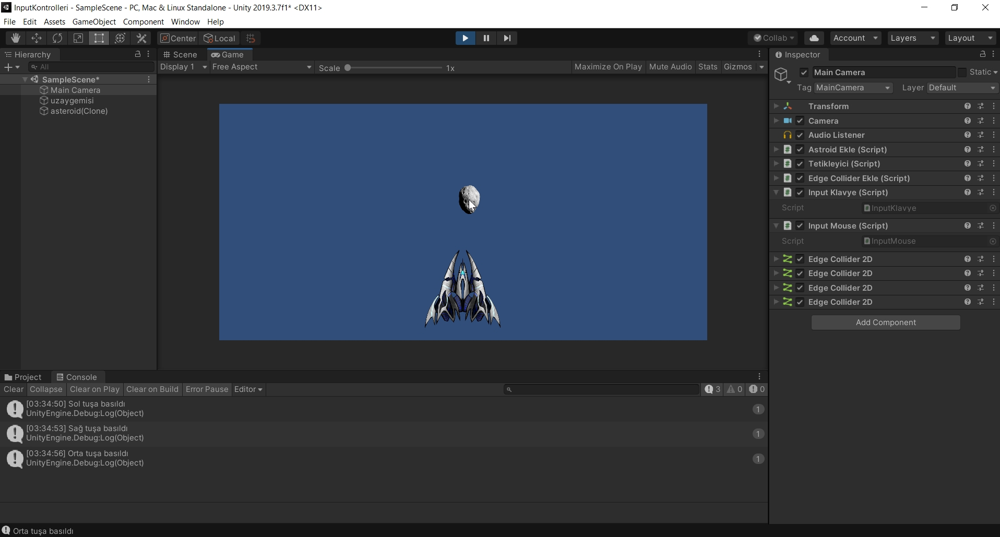 InputKontrolleri - SampleScene - PC, Mac & Linux Standalone - Unity 2019.3.7f1* <DX11>
File Edit Assets GameObject Component Window Help
Center Local Collab Account Layers Layout
Hierarchy
All
SampleScene*
Main Camera
uzaygemisi
asteroid(Clone)
Scene Game
Display 1 Free Aspect Scale 1x Maximize On Play Mute Audio Stats Gizmos
Inspector
Main Camera Static
Tag MainCamera Layer Default
Transform
Camera
Audio Listener
Astroid Ekle (Script)
Tetikleyici (Script)
Edge Collider Ekle (Script)
Input Klavye (Script)
Script InputKlavye
Input Mouse (Script)
Script InputMouse
Edge Collider 2D
Edge Collider 2D
Edge Collider 2D
Edge Collider 2D
Add Component
Project Console
Clear Collapse Clear on Play Clear on Build Error Pause Editor 3 0 0
[03:34:50] Sol tuşa basıldı
UnityEngine.Debug:Log(Object)
1
[03:34:53] Sağ tuşa basıldı
UnityEngine.Debug:Log(Object)
1
[03:34:56] Orta tuşa basıldı
UnityEngine.Debug:Log(Object)
1
Orta tuşa basıldı